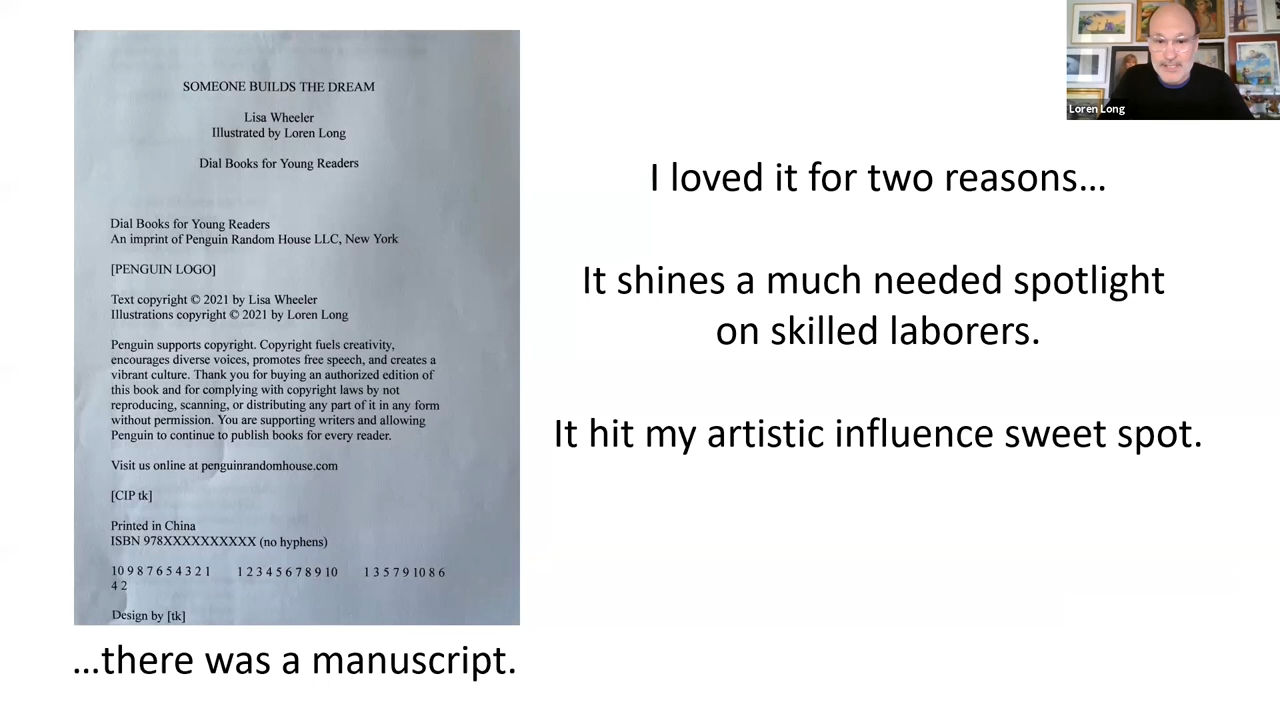 SOMEONE BUILDS THE DREAM
Lisa Wheeler
Illustrated by Loren Long
Dial Books for Young Readers
Dial Books for Young Readers
An imprint of Penguin Random House LLC, New York
[PENGUIN LOGO]
Text copyright © 2021 by Lisa Wheeler
Illustrations copyright © 2021 by Loren Long
Penguin supports copyright. Copyright fuels creativity,
encourages diverse voices, promotes free speech, and creates a
vibrant culture. Thank you for buying an authorized edition of
this book and for complying with copyright laws by not
reproducing, scanning, or distributing any part of it in any form
without permission. You are supporting writers and allowing
Penguin to continue to publish books for every reader.
Visit us online at penguinrandomhouse.com
[CIP tk]
Printed in China
ISBN 978XXXXXXXXXX (no hyphens)
10 9 8 7 6 5 4 3 2 1 1 2 3 4 5 6 7 8 9 10 1 3 5 7 9 10 8 6
4 2
Design by [tk]
...there was a manuscript.
I loved it for two reasons...
It shines a much needed spotlight
on skilled laborers.
It hit my artistic influence sweet spot.
Loren Long